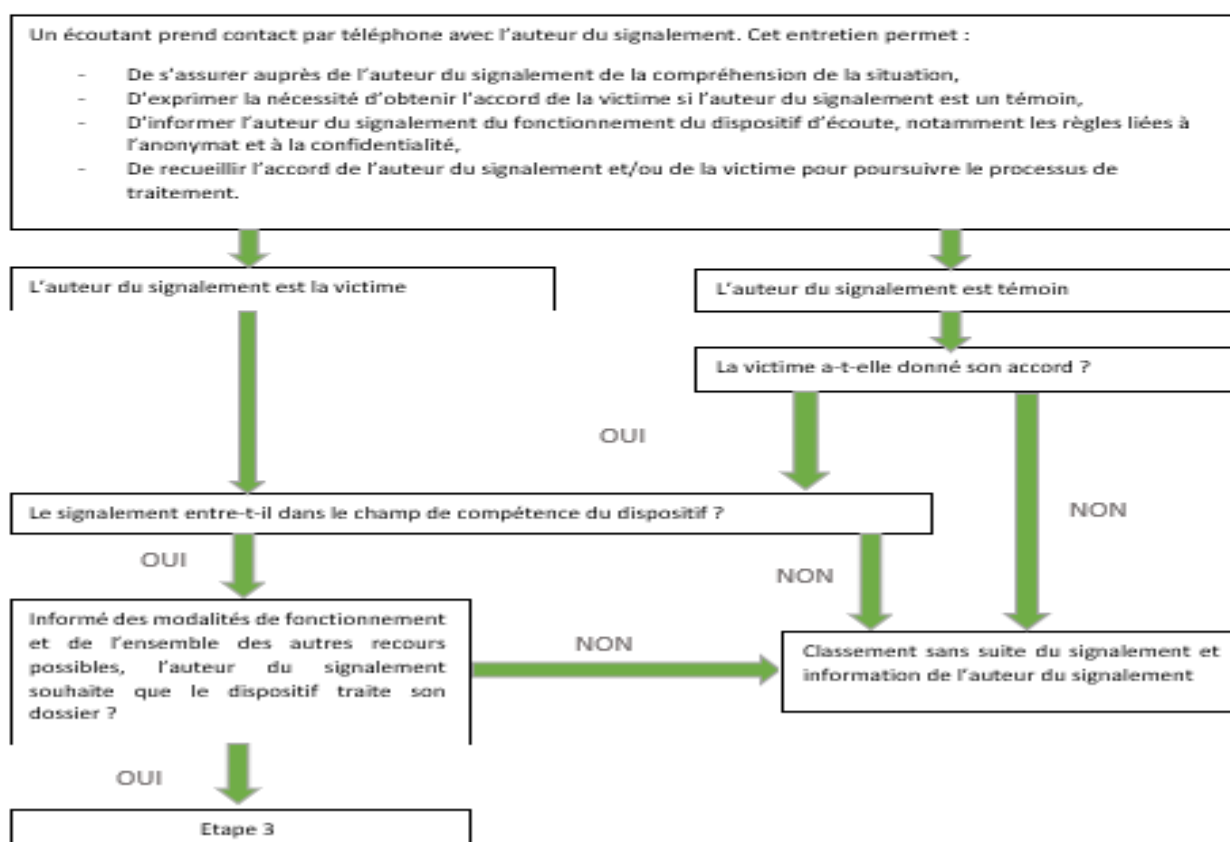 Un écoutant prend contact par téléphone avec l'auteur du signalement. Cet entretien permet :
- De s'assurer auprès de l'auteur du signalement de la compréhension de la situation,
- D'exprimer la nécessité d'obtenir l'accord de la victime si l'auteur du signalement est un témoin,
- D'informer l'auteur du signalement du fonctionnement du dispositif d'écoute, notamment les règles liées à
l'anonymat et à la confidentialité,
- De recueillir l'accord de l'auteur du signalement et/ou de la victime pour poursuivre le processus de
traitement.
L'auteur du signalement est la victime
L'auteur du signalement est témoin
La victime a-t-elle donné son accord ?
OUI
NON
Le signalement entre-t-il dans le champ de compétence du dispositif ?
OUI
NON
Informé des modalités de fonctionnement
et de l'ensemble des autres recours
possibles, l'auteur du signalement
souhaite que le dispositif traite son
dossier ?
NON
Classement sans suite du signalement et
information de l'auteur du signalement
OUI
Etape 3